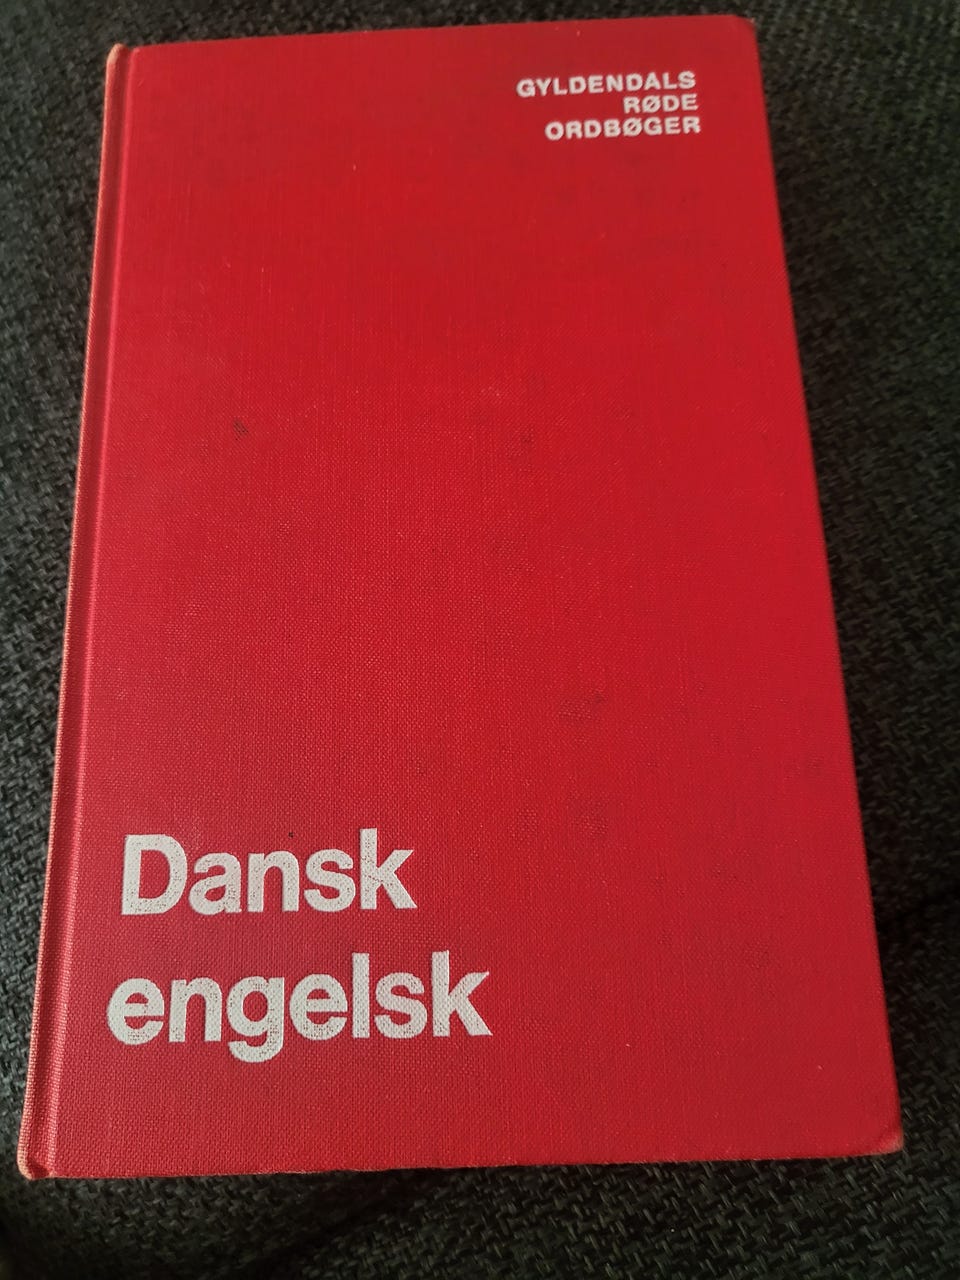 GYLDENDALS
RØDE
ORDBØGER
Dansk
engelsk